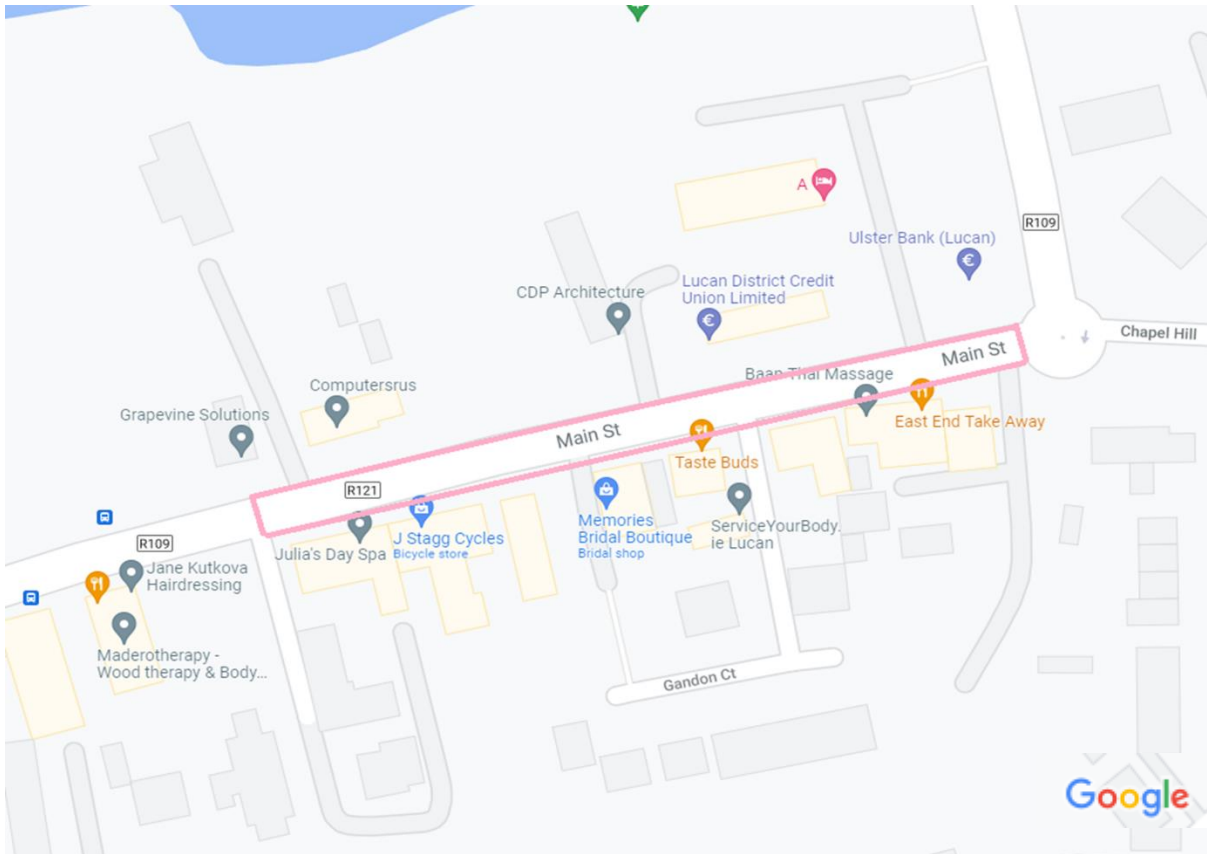 A
R109
Ulster Bank (Lucan)
Lucan District Credit
Union Limited
CDP Architecture
Chapel Hill
Main St
Baan Thai Massage
Computersrus
Grapevine Solutions
East End Take Away
Main St
Taste Buds
R121
Memories
Bridal Boutique
Bridal shop
ServiceYourBody.
ie Lucan
J Stagg Cycles
Bicycle store
Julia's Day Spa
R109
Jane Kutkova
Hairdressing
Maderotherapy -
Wood therapy & Body...
Gandon Ct
Google